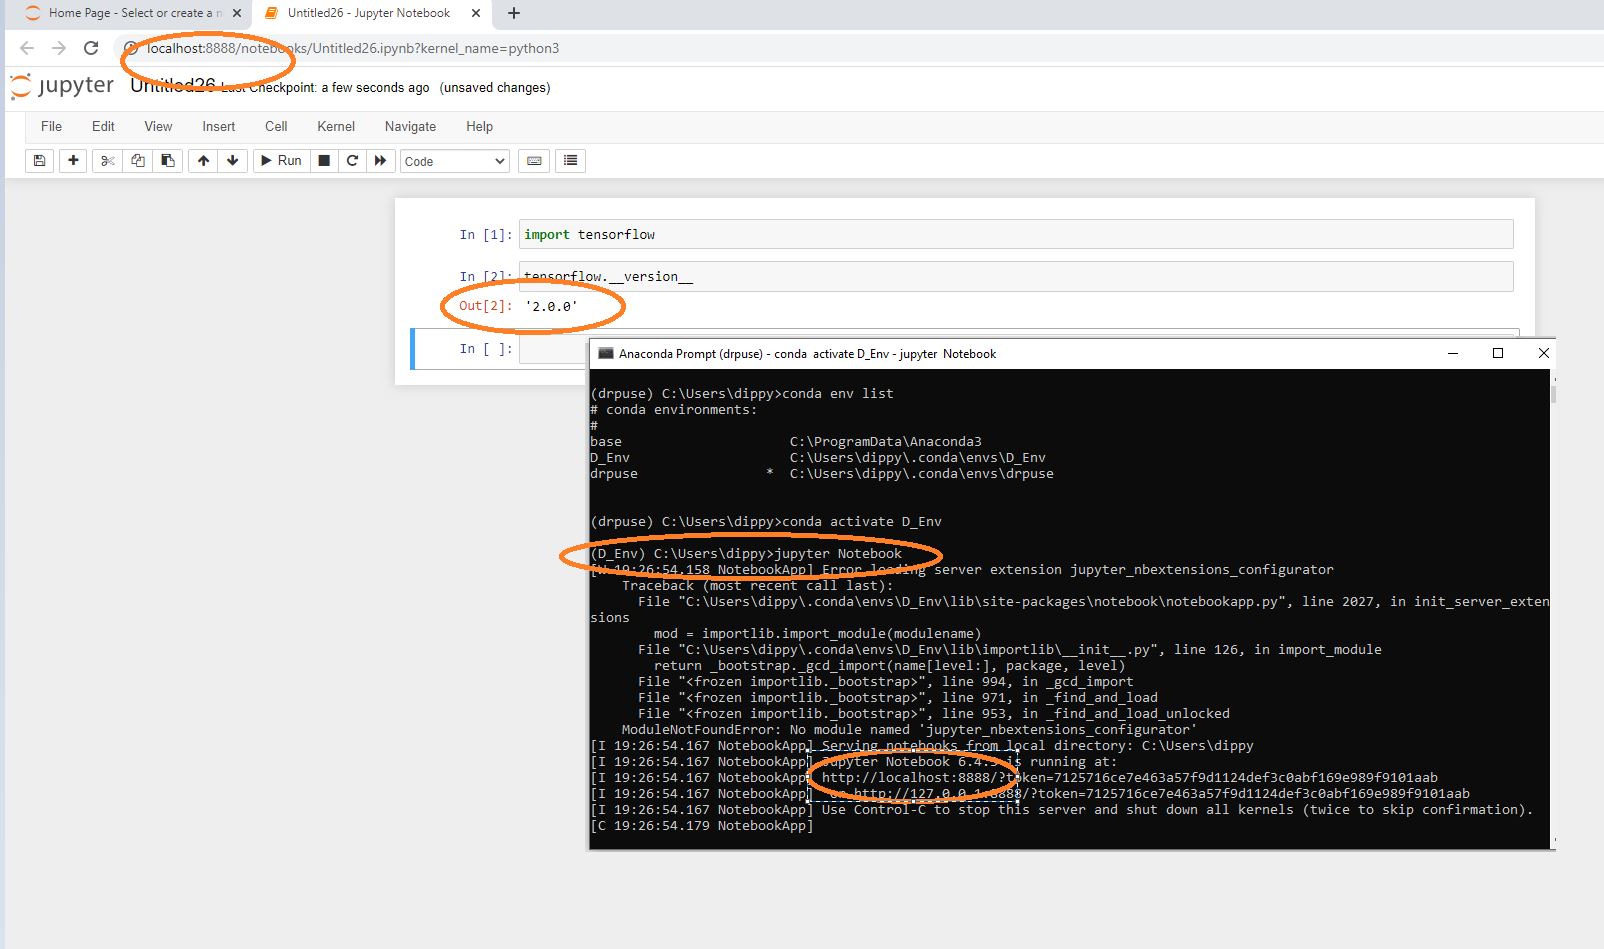 Home Page - Select or create a n
Untitled26 - Jupyter Notebook
localhost:8888/notebooks/Untitled26.ipynb?kernel_name=python3
jupyter Untitled26 Last Checkpoint: a few seconds ago (unsaved changes)
File Edit View Insert Cell Kernel Navigate Help
Run Code
In [1]: import tensorflow
In [2]: tensorflow.__version__
Out[2]: '2.0.0'
In [ ]:
Anaconda Prompt (drpuse) - conda activate D_Env - jupyter Notebook
(drpuse) C:\Users\dippy>conda env list
# conda environments:
#
base C:\ProgramData\Anaconda3
D_Env C:\Users\dippy\.conda\envs\D_Env
drpuse * C:\Users\dippy\.conda\envs\drpuse
(drpuse) C:\Users\dippy>conda activate D_Env
(D_Env) C:\Users\dippy>jupyter Notebook
[W 19:26:54.158 NotebookApp] Error loading server extension jupyter_nbextensions_configurator
Traceback (most recent call last):
File "C:\Users\dippy\.conda\envs\D_Env\lib\site-packages\notebook\notebookapp.py", line 2027, in init_server_exten
sions
mod = importlib.import_module(modulename)
File "C:\Users\dippy\.conda\envs\D_Env\lib\importlib\__init__.py", line 126, in import_module
return _bootstrap._gcd_import(name[level:], package, level)
File "<frozen importlib._bootstrap>", line 994, in _gcd_import
File "<frozen importlib._bootstrap>", line 971, in _find_and_load
File "<frozen importlib._bootstrap>", line 953, in _find_and_load_unlocked
ModuleNotFoundError: No module named 'jupyter_nbextensions_configurator'
[I 19:26:54.167 NotebookApp] Serving notebooks from local directory: C:\Users\dippy
[I 19:26:54.167 NotebookApp] Jupyter Notebook is running at:
[I 19:26:54.167 NotebookApp] http://localhost:8888/?token=7125716ce7e463a57f9d1124def3c0abf169e989f9101aab
[I 19:26:54.167 NotebookApp] or http://127.0.0.1:8888/?token=7125716ce7e463a57f9d1124def3c0abf169e989f9101aab
[I 19:26:54.167 NotebookApp] Use Control-C to stop this server and shut down all kernels (twice to skip confirmation).
[C 19:26:54.179 NotebookApp]